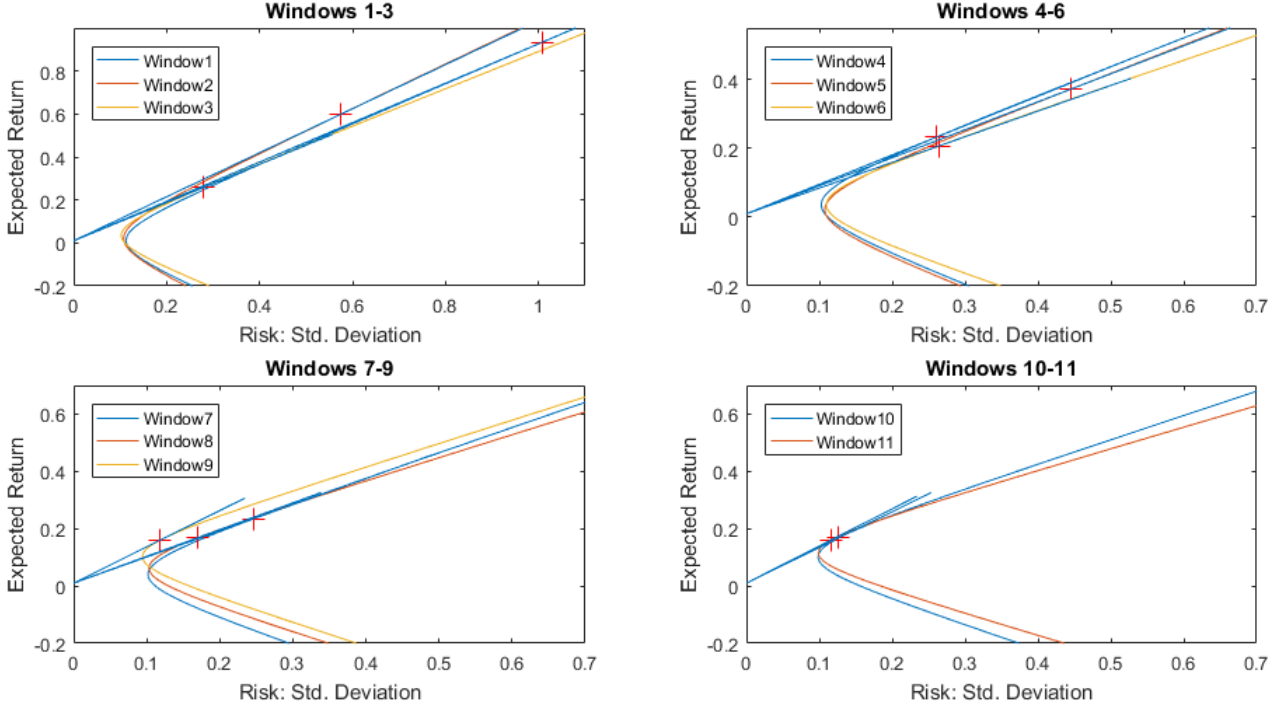 Windows 1-3
Expected Return
0.8
0.6
0.4
0.2
0
-0.2
Window1
Window2
Window3
0
0.2
0.4
0.6
0.8
1
Risk: Std. Deviation
Windows 4-6
Expected Return
0.4
0.2
0
-0.2
Window4
Window5
Window6
0
0.1
0.2
0.3
0.4
0.5
0.6
0.7
Risk: Std. Deviation
Windows 7-9
Expected Return
0.6
0.4
0.2
0
-0.2
Window7
Window8
Window9
0
0.1
0.2
0.3
0.4
0.5
0.6
0.7
Risk: Std. Deviation
Windows 10-11
Expected Return
0.6
0.4
0.2
0
-0.2
Window10
Window11
0
0.1
0.2
0.3
0.4
0.5
0.6
0.7
Risk: Std. Deviation